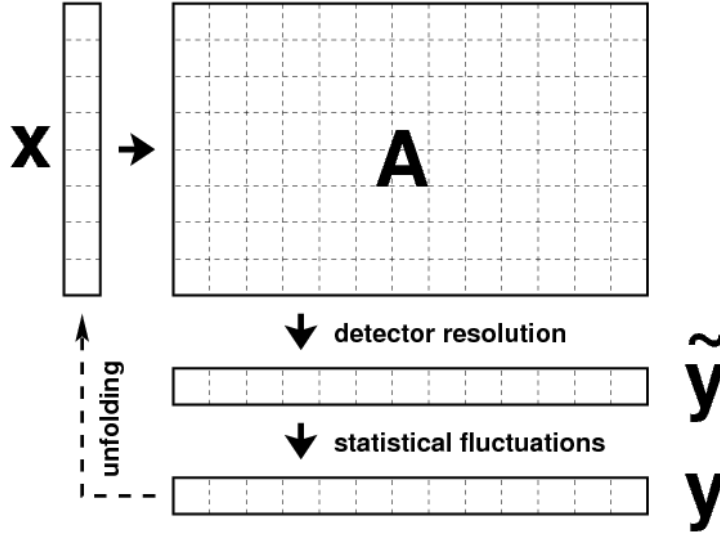 x
A
detector resolution
ỹ
unfolding
statistical fluctuations
y